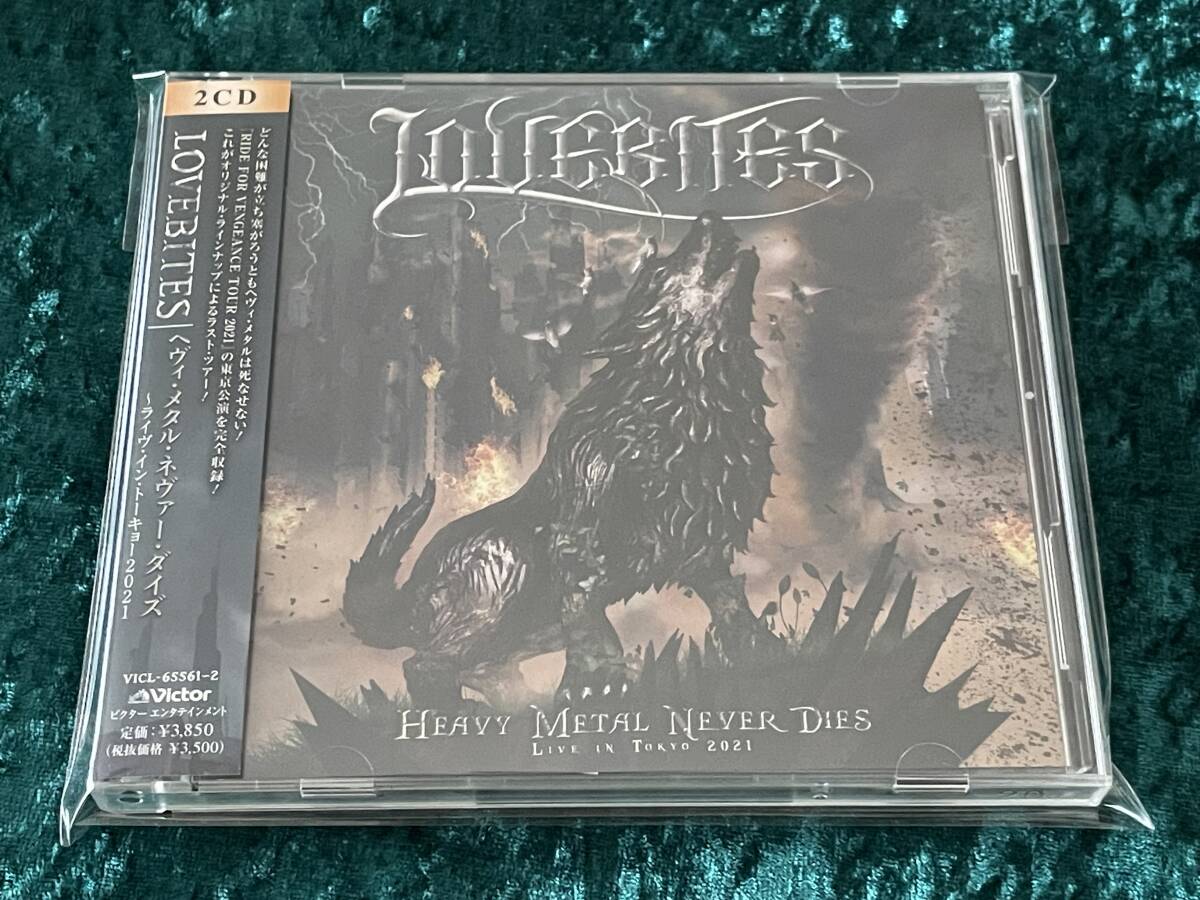 2CD
どんな困難が立ち塞がろうともヘヴィ・メタルは死なせない!
『RIDE FOR VENGEANCE TOUR 2021』の東京公演を完全収録!
これがオリジナル・ラインナップによるラスト・ツアー!
LOVEBITES|ヘヴィ・メタル・ネヴァー・ダイズ
~ライヴ・イン・トーキョー2021
VICL-65561-2
Victor
ビクターエンタテインメント
定価:¥3,850
(税抜価格 ¥3,500)
LOVEBITES
HEAVY METAL NEVER DIES
LIVE IN TOKYO 2021